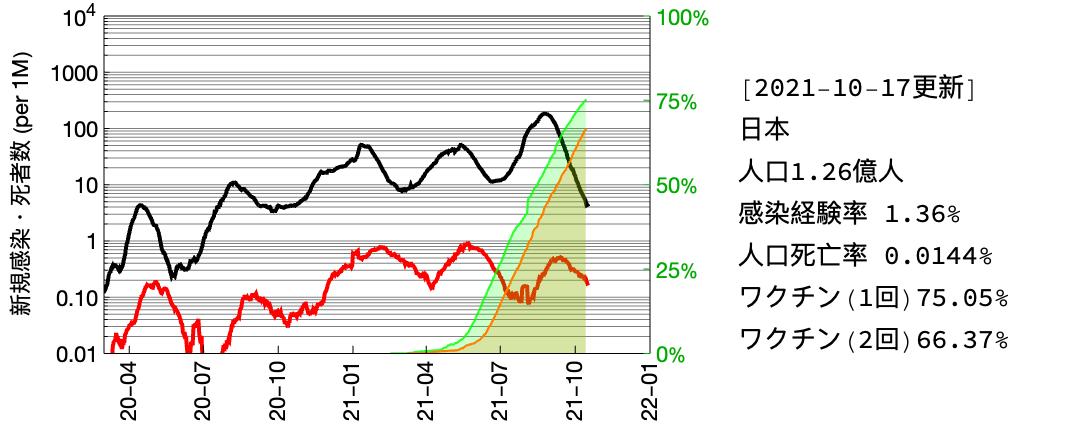 新規感染・死者数 (per 1M)
10^4
1000
100
10
1
0.10
0.01
100%
75%
50%
25%
0%
20-04
20-07
20-10
21-01
21-04
21-07
21-10
22-01
[2021-10-17更新]
日本
人口1.26億人
感染経験率 1.36%
人口死亡率 0.0144%
ワクチン(1回)75.05%
ワクチン(2回)66.37%